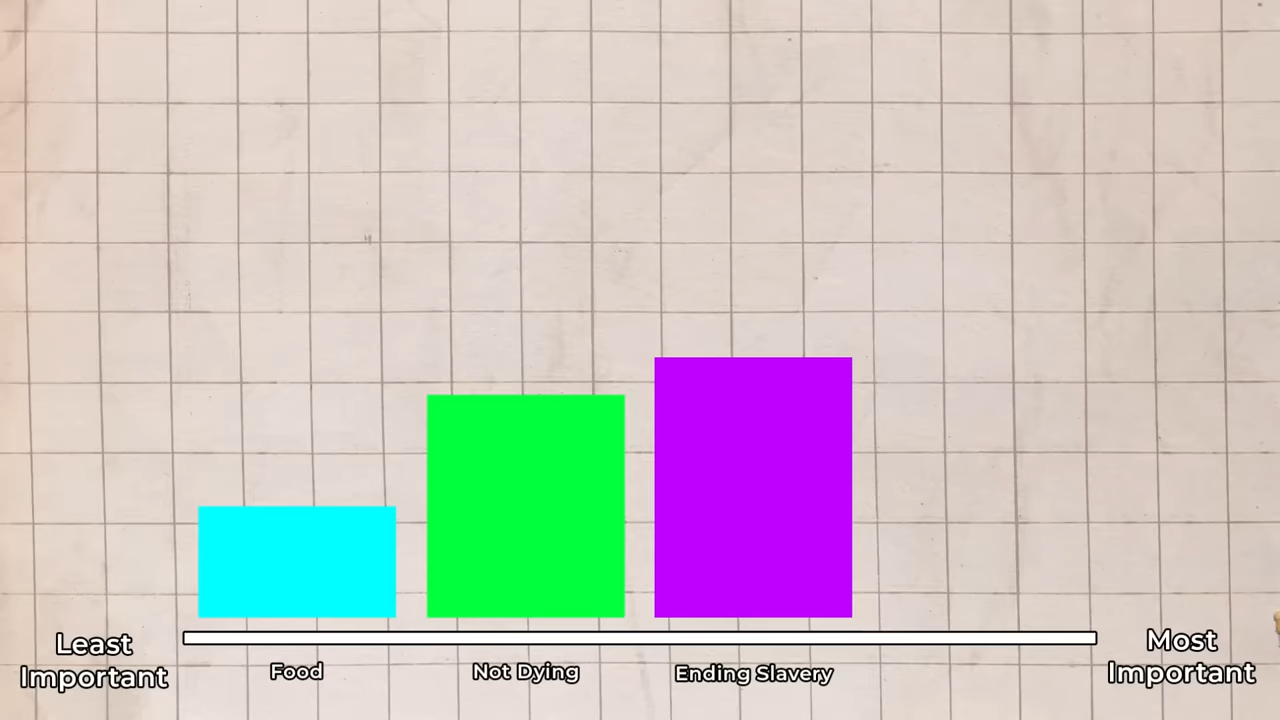 Least
Important
Food
Not Dying
Ending Slavery
Most
Important